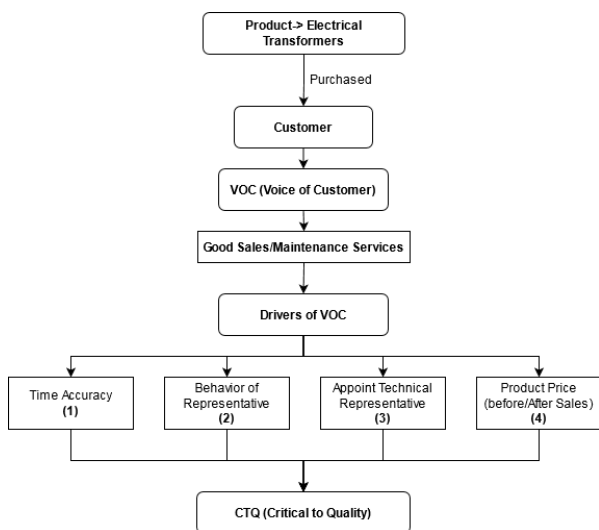 Product-> Electrical
Transformers
Purchased
Customer
VOC (Voice of Customer)
Good Sales/Maintenance Services
Drivers of VOC
Time Accuracy
(1)
Behavior of
Representative
(2)
Appoint Technical
Representative
(3)
Product Price
(before/After Sales)
(4)
CTQ (Critical to Quality)